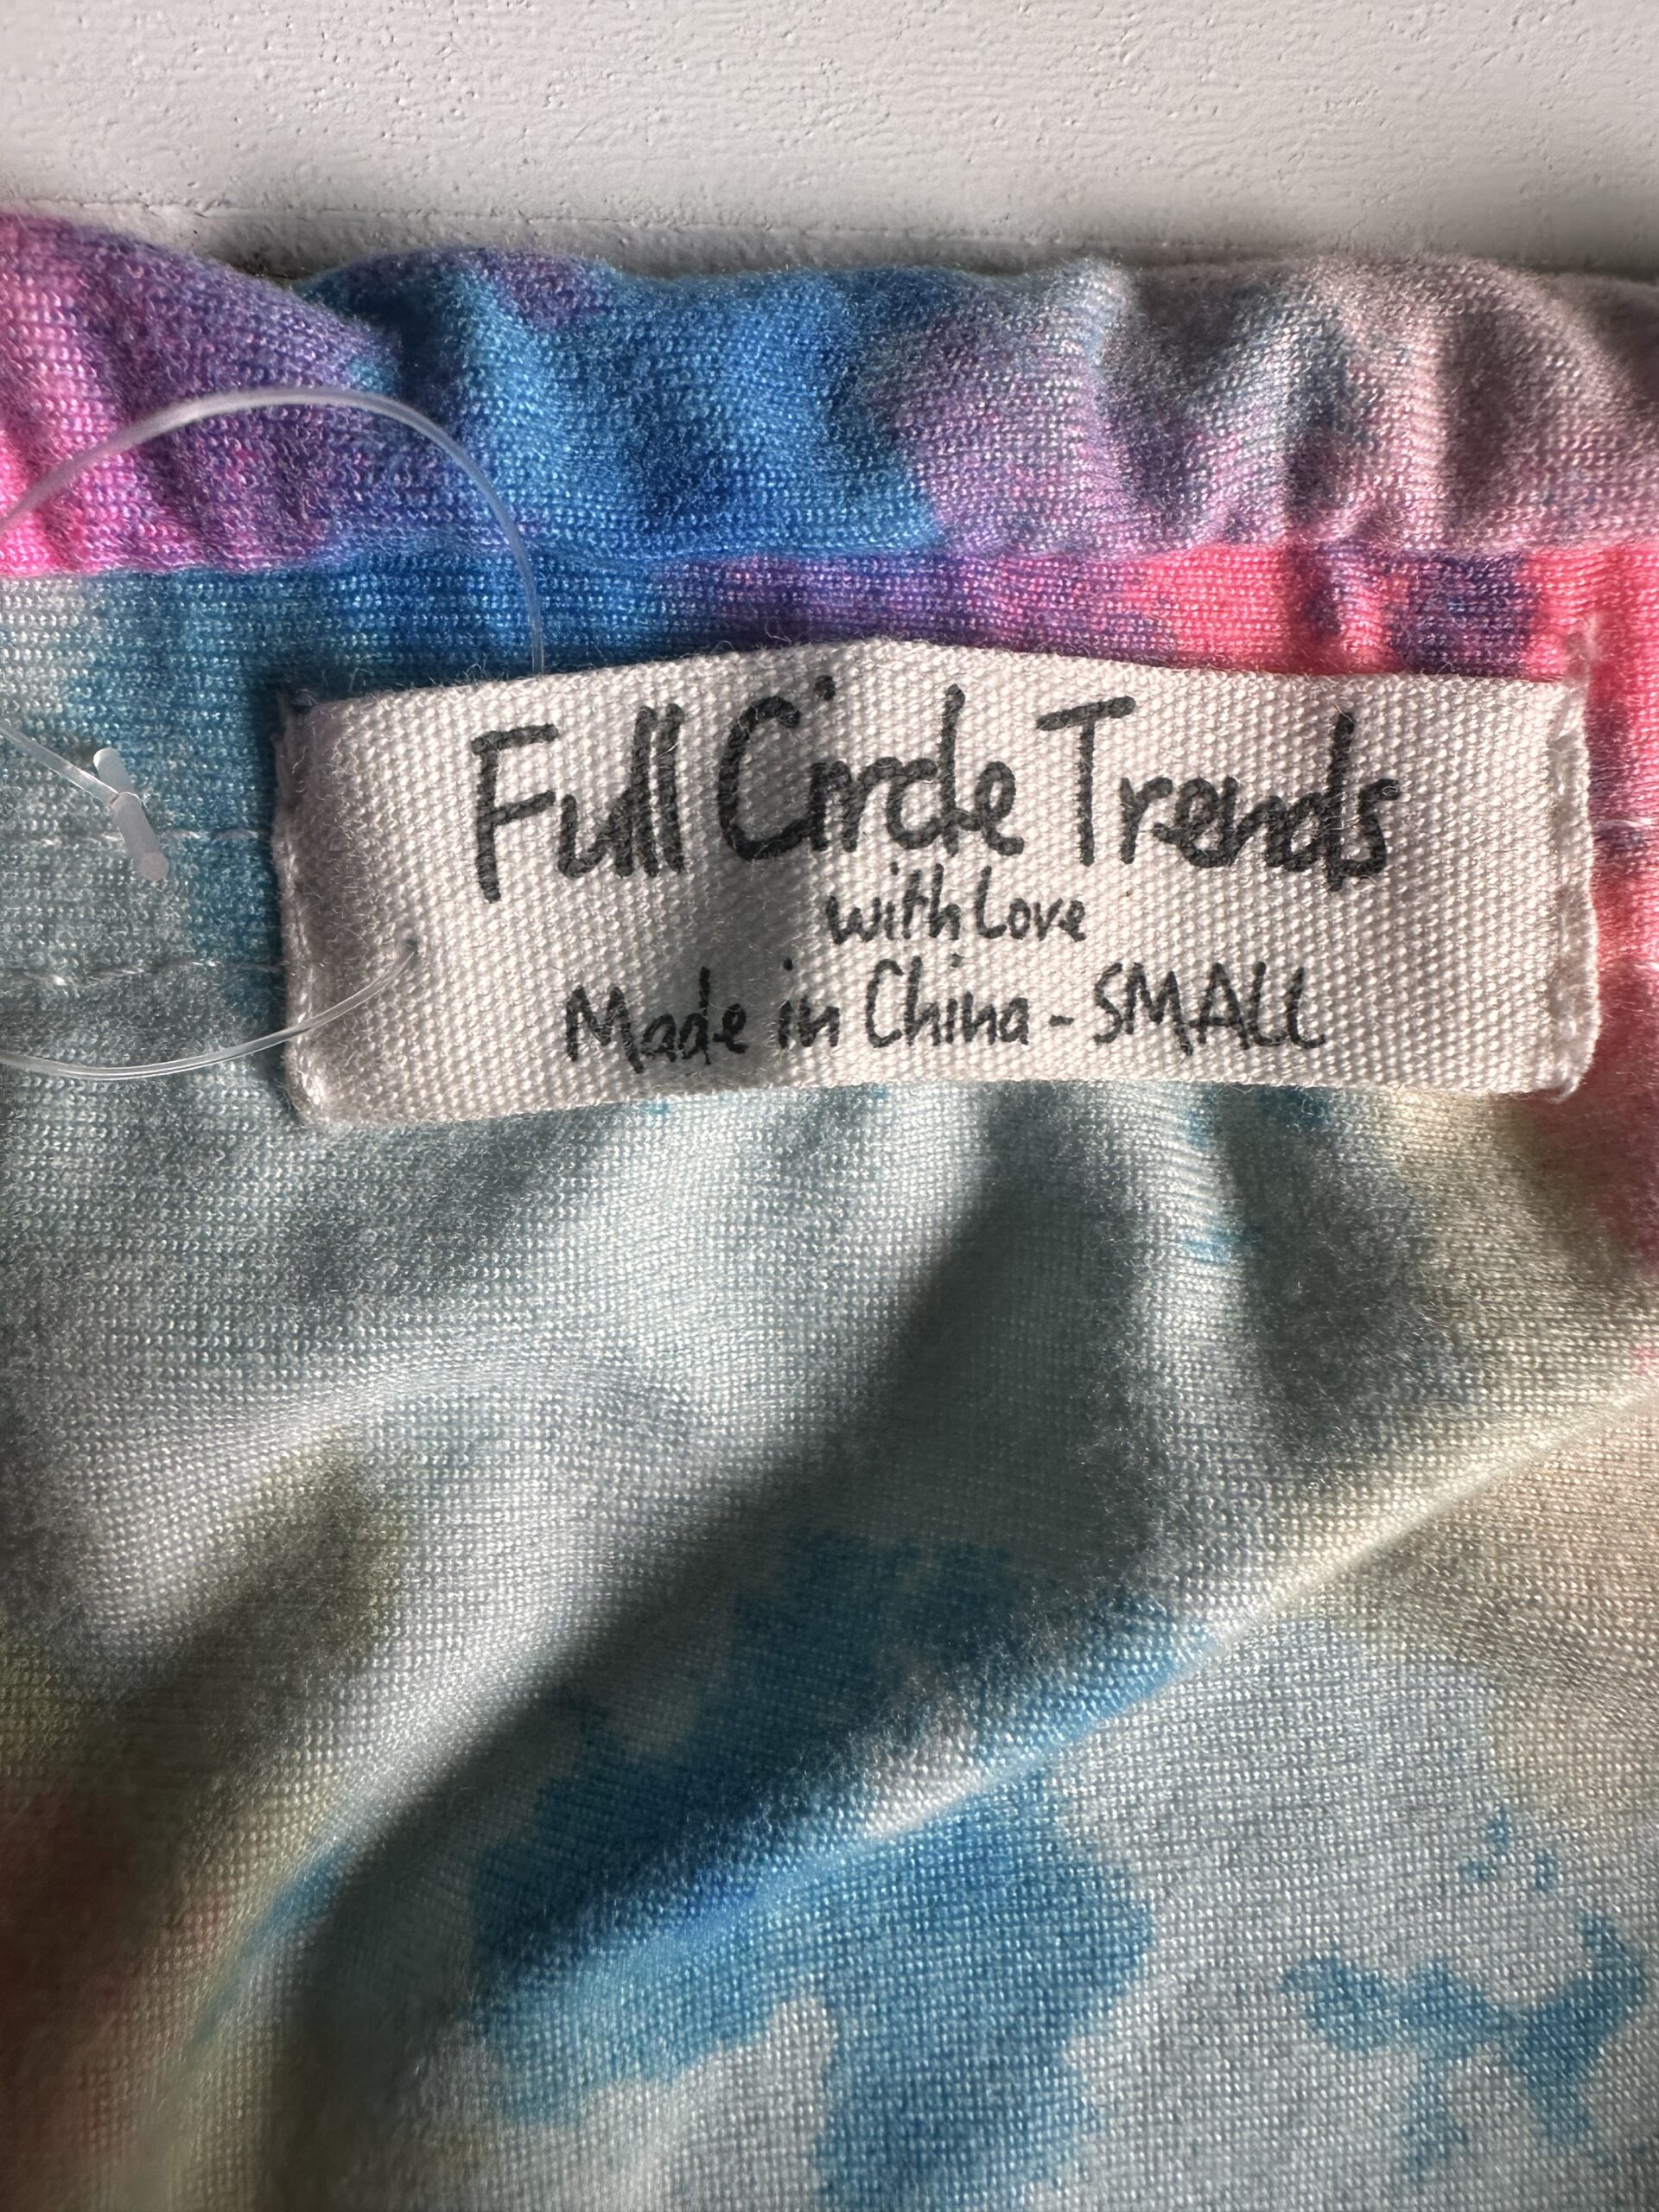 Full Circle Trends
with Love
Made in China - SMALL